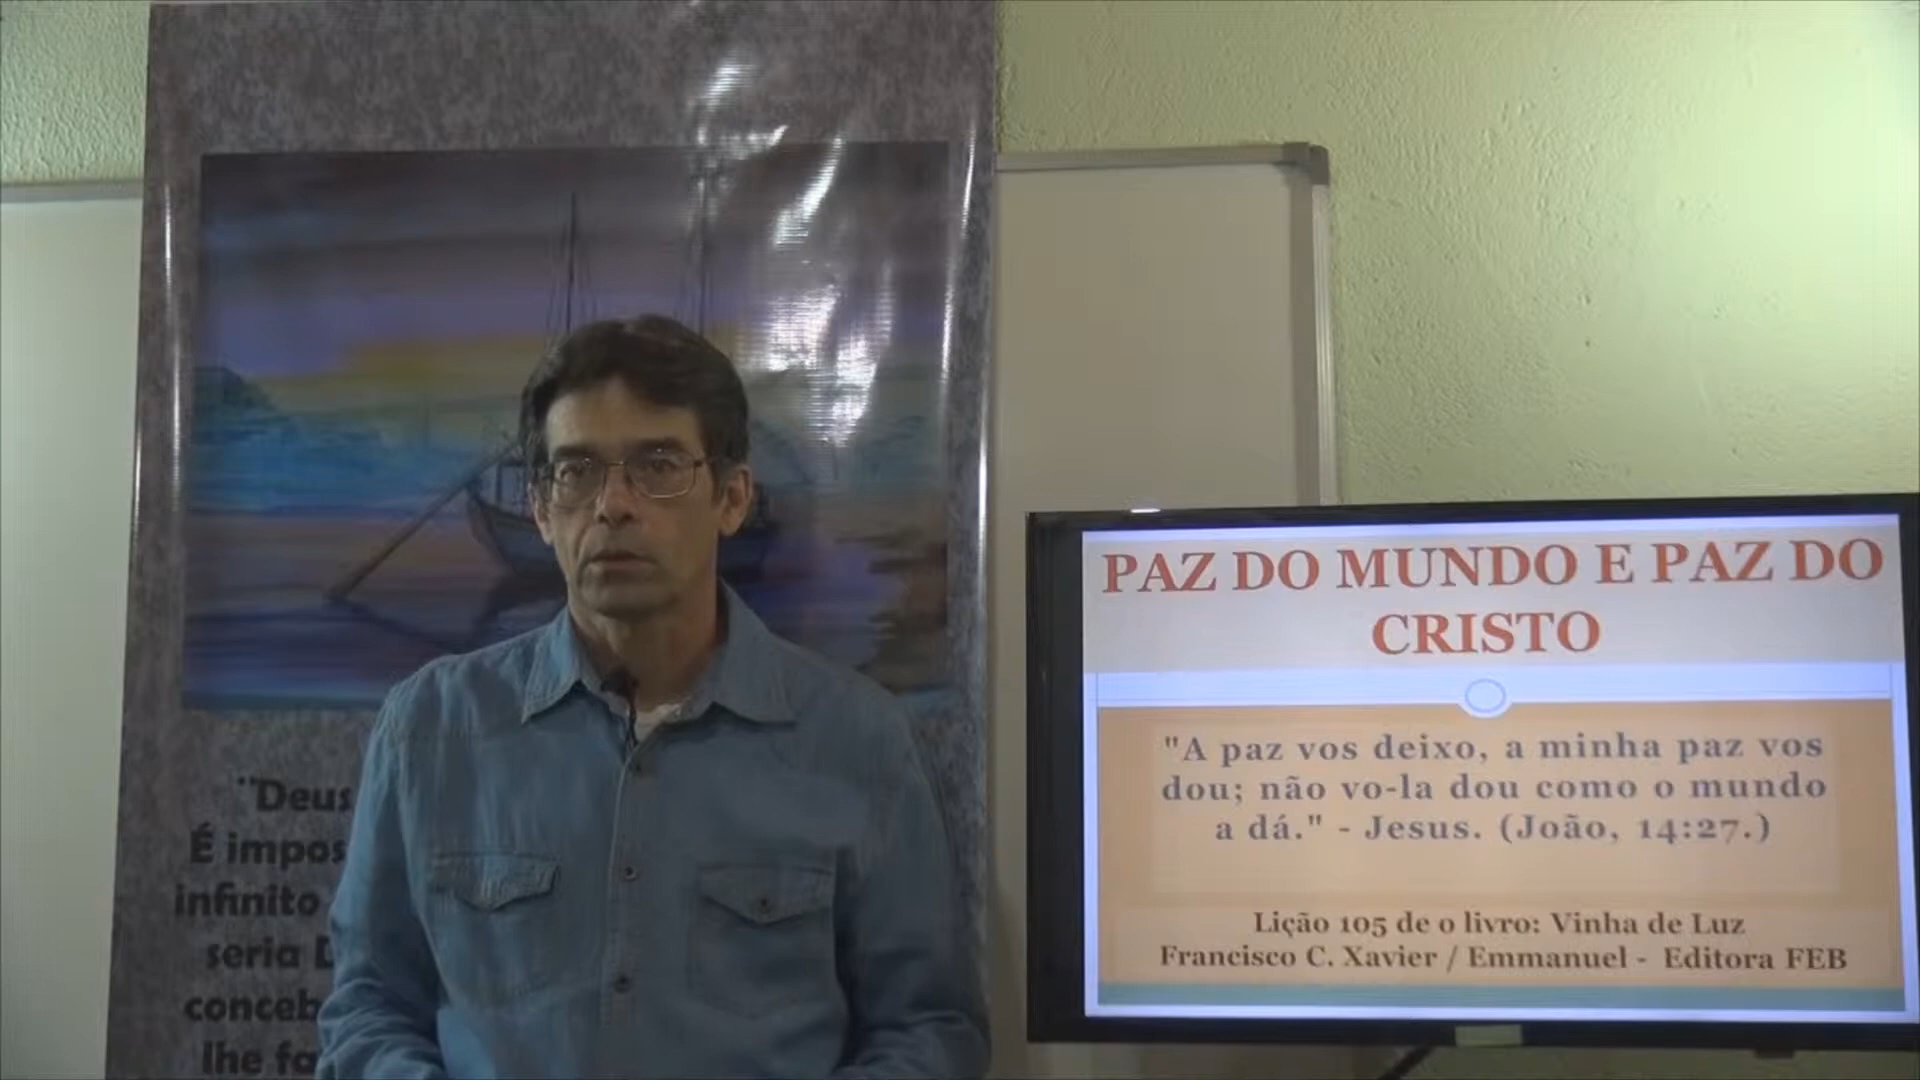 "Deus
É impos
infinito
seria D
conceb
lhe fa
PAZ DO MUNDO E PAZ DO
CRISTO
"A paz vos deixo, a minha paz vos
dou; não vo-la dou como o mundo
a dá." - Jesus. (João, 14:27.)
Lição 105 de o livro: Vinha de Luz
Francisco C. Xavier / Emmanuel - Editora FEB